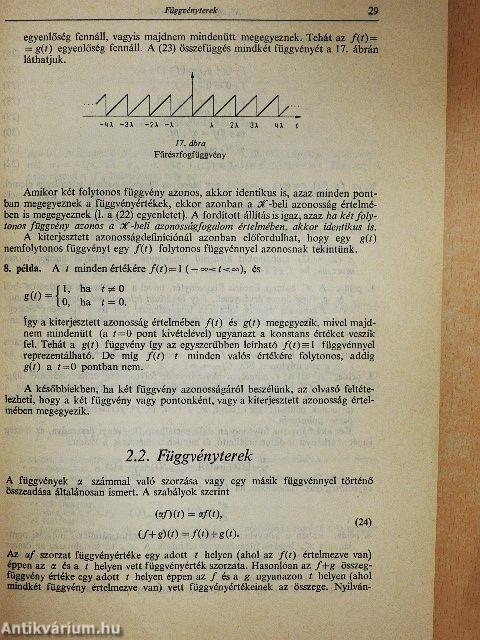 Függvényterek 29
egyenlőség fennáll, vagyis majdnem mindenütt megegyeznek. Tehát az f(t)=
= g(t) egyenlőség fennáll. A (23) összefüggés mindkét függvényét a 17. ábrán
láthatjuk.
... ...
-4λ -3λ -2λ -λ λ 2λ 3λ 4λ t
17. ábra
Fűrészfogfüggvény
Amikor két folytonos függvény azonos, akkor identikus is, azaz minden pont-
ban megegyeznek a függvényértékek, ekkor azonban a 𝒦-beli azonosság értelmé-
ben is megegyeznek (l. a (22) egyenletet). A fordított állítás is igaz, azaz ha két foly-
tonos függvény azonos a 𝒦-beli azonosságfogalom értelmében, akkor identikus is.
A kiterjesztett azonosságdefiníciónál azonban előfordulhat, hogy egy g(t)
nemfolytonos függvényt egy f(t) folytonos függvénnyel azonosnak tekintünk.
8. példa. A t minden értékére f(t)=1 (-∞<t<∞), és
g(t) = { 1, ha t≠0
0, ha t=0.
Így a kiterjesztett azonosság értelmében f(t) és g(t) megegyezik, mivel majd-
nem mindenütt (a t=0 pont kivételével) ugyanazt a konstans értéket veszik
fel. Tehát a g(t) függvény így az egyszerűbben leírható f(t)≡1 függvénnyel
reprezentálható. De míg f(t) t minden valós értékére folytonos, addig
g(t) a t=0 pontban nem.
A későbbiekben, ha két függvény azonosságáról beszélünk, az olvasó feltéte-
lezheti, hogy a két függvény vagy pontonként, vagy a kiterjesztett azonosság értel-
mében megegyezik.
2.2. Függvényterek
A függvények α számmal való szorzása vagy egy másik függvénnyel történő
összeadása általánosan ismert. A szabályok szerint
(αf)(t) = αf(t),
(24)
(f+g)(t) = f(t)+g(t).
Az αf szorzat függvényértéke egy adott t helyen (ahol az f(t) értelmezve van)
éppen az α és a t helyen vett függvényérték szorzata. Hasonlóan az f+g összeg-
függvény értéke egy adott t helyen éppen az f és a g ugyanazon t helyen (ahol
mindkét függvény értelmezve van) vett függvényértékeinek az összege. Nyilván-
Antikvárium.hu